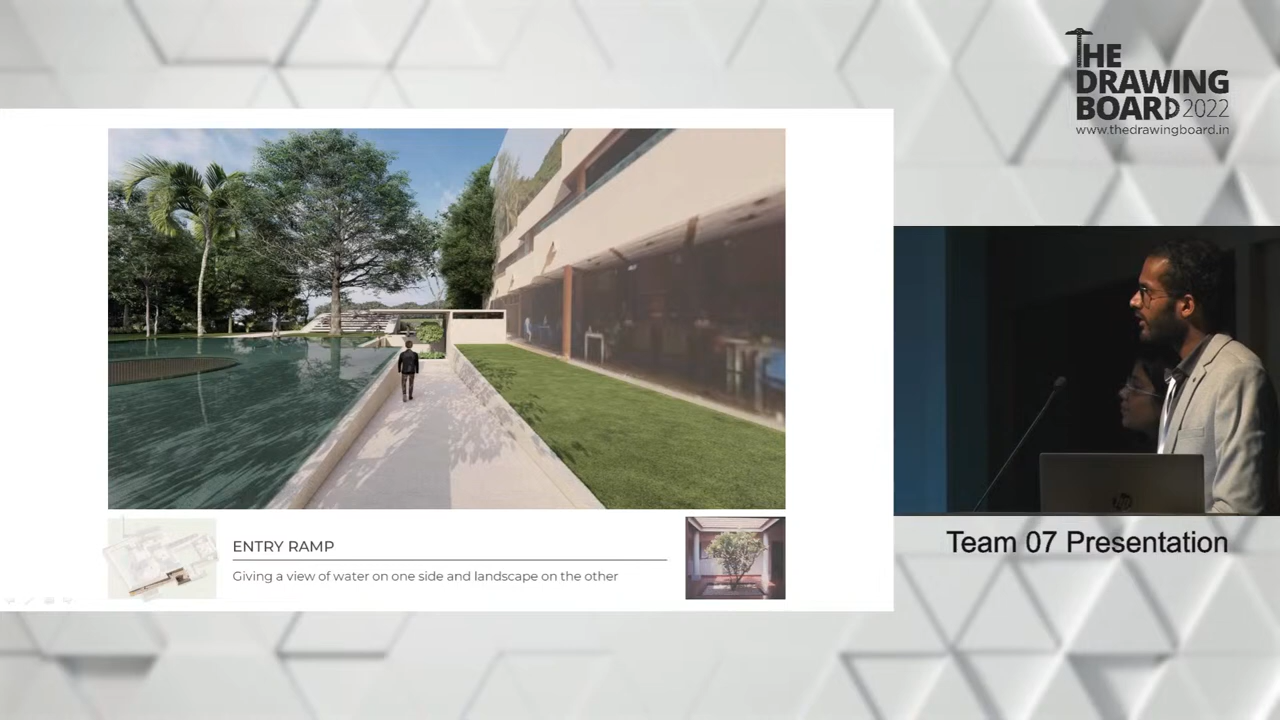 THE
DRAWING
BOARD 2022
www.thedrawingboard.in
ENTRY RAMP
Giving a view of water on one side and landscape on the other
hp
Team 07 Presentation